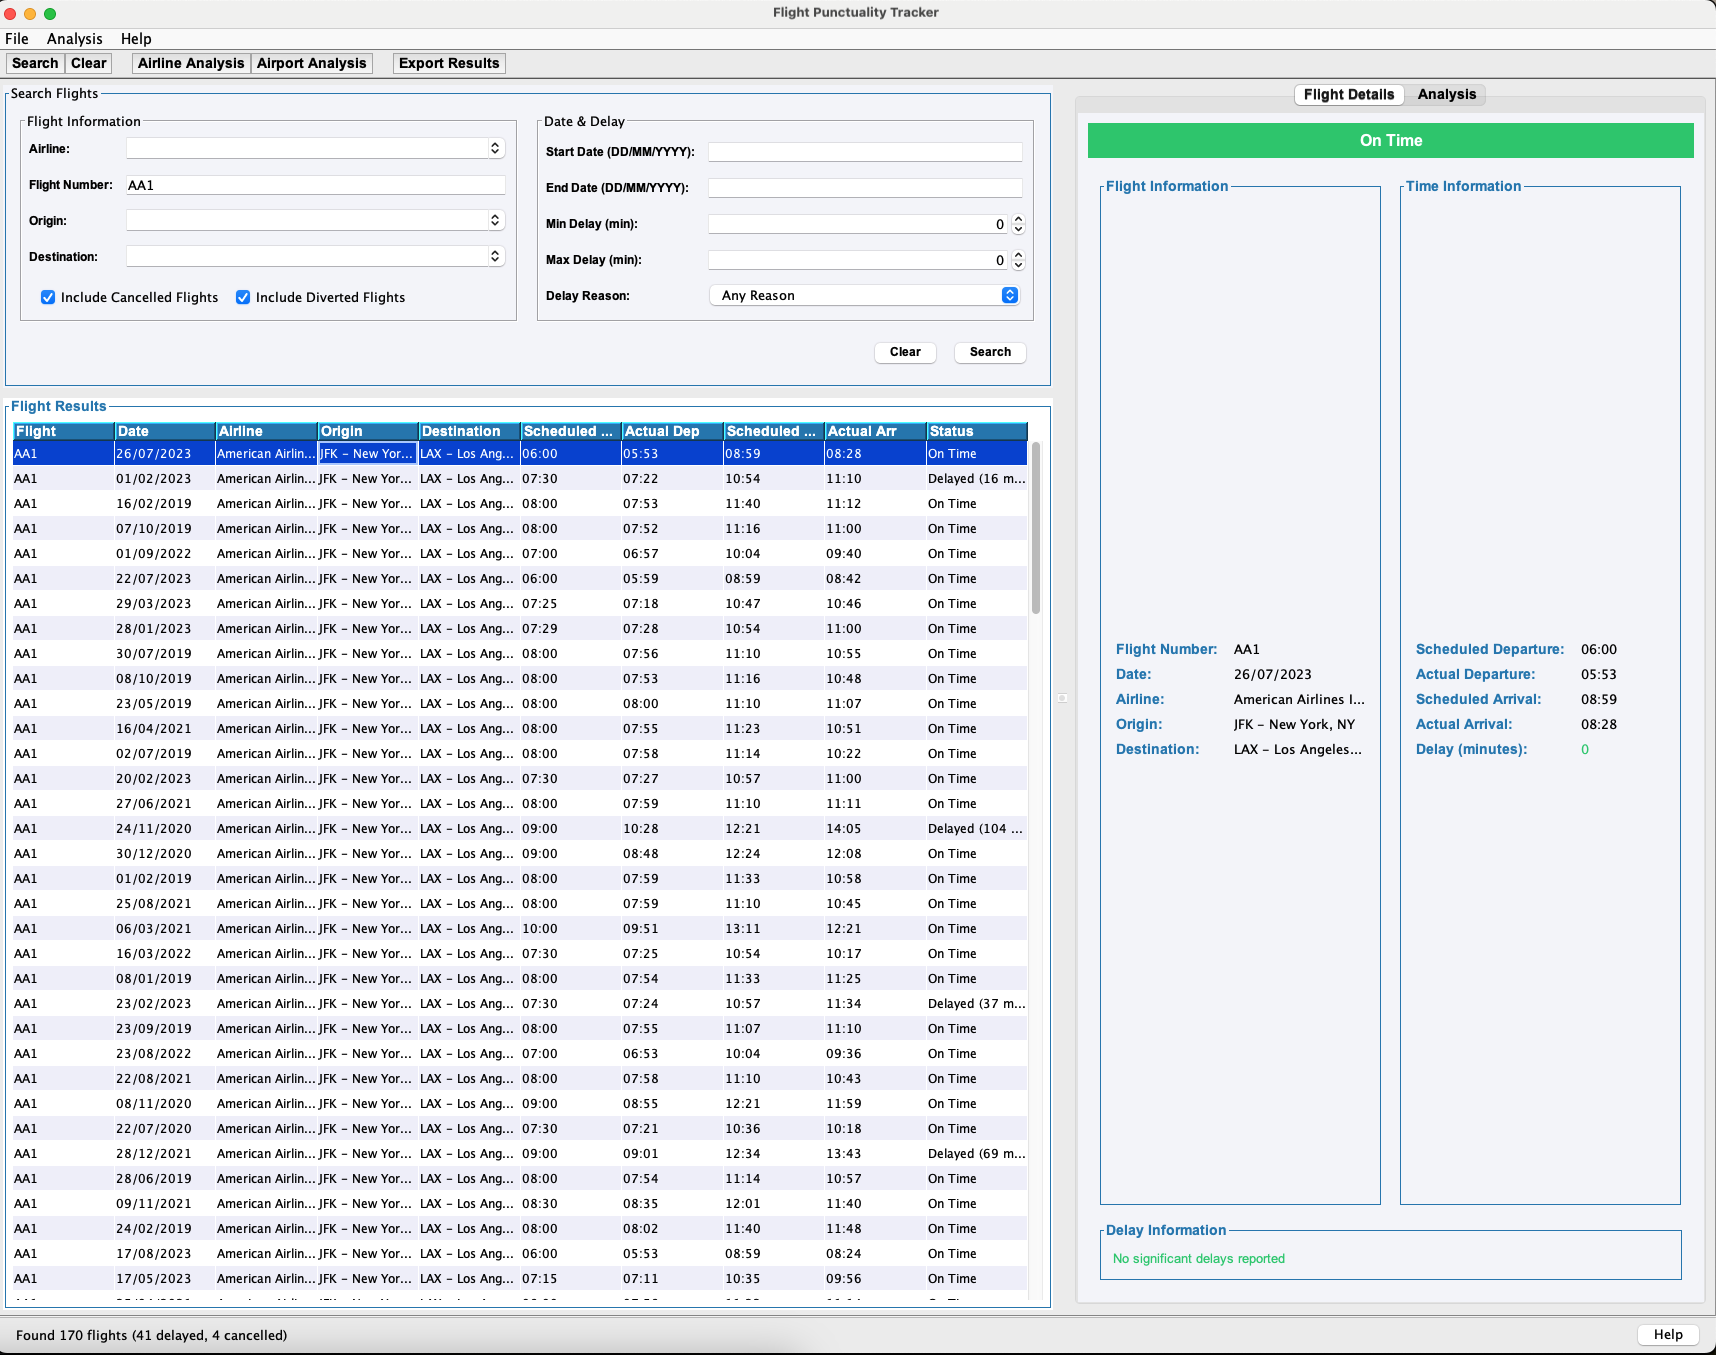 Flight Punctuality Tracker
File Analysis Help
Search Clear Airline Analysis Airport Analysis Export Results
Search Flights
Flight Information
Airline:
Flight Number: AA1
Origin:
Destination:
Include Cancelled Flights Include Diverted Flights
Date & Delay
Start Date (DD/MM/YYYY):
End Date (DD/MM/YYYY):
Min Delay (min): 0
Max Delay (min): 0
Delay Reason: Any Reason
Clear Search
Flight Results
Flight Date Airline Origin Destination Scheduled ... Actual Dep Scheduled ... Actual Arr Status
AA1 26/07/2023 American Airlin... JFK - New Yor... LAX - Los Ang... 06:00 05:53 08:59 08:28 On Time
AA1 01/02/2023 American Airlin... JFK - New Yor... LAX - Los Ang... 07:30 07:22 10:54 11:10 Delayed (16 m...
AA1 16/02/2019 American Airlin... JFK - New Yor... LAX - Los Ang... 08:00 07:53 11:40 11:12 On Time
AA1 07/10/2019 American Airlin... JFK - New Yor... LAX - Los Ang... 08:00 07:52 11:16 11:00 On Time
AA1 01/09/2022 American Airlin... JFK - New Yor... LAX - Los Ang... 07:00 06:57 10:04 09:40 On Time
AA1 22/07/2023 American Airlin... JFK - New Yor... LAX - Los Ang... 06:00 05:59 08:59 08:42 On Time
AA1 29/03/2023 American Airlin... JFK - New Yor... LAX - Los Ang... 07:25 07:18 10:47 10:46 On Time
AA1 28/01/2023 American Airlin... JFK - New Yor... LAX - Los Ang... 07:29 07:28 10:54 11:00 On Time
AA1 30/07/2019 American Airlin... JFK - New Yor... LAX - Los Ang... 08:00 07:56 11:10 10:55 On Time
AA1 08/10/2019 American Airlin... JFK - New Yor... LAX - Los Ang... 08:00 07:53 11:16 10:48 On Time
AA1 23/05/2019 American Airlin... JFK - New Yor... LAX - Los Ang... 08:00 08:00 11:10 11:07 On Time
AA1 16/04/2021 American Airlin... JFK - New Yor... LAX - Los Ang... 08:00 07:55 11:23 10:51 On Time
AA1 02/07/2019 American Airlin... JFK - New Yor... LAX - Los Ang... 08:00 07:58 11:14 10:22 On Time
AA1 20/02/2023 American Airlin... JFK - New Yor... LAX - Los Ang... 07:30 07:27 10:57 11:00 On Time
AA1 27/06/2021 American Airlin... JFK - New Yor... LAX - Los Ang... 08:00 07:59 11:10 11:11 On Time
AA1 24/11/2020 American Airlin... JFK - New Yor... LAX - Los Ang... 09:00 10:28 12:21 14:05 Delayed (104 ...
AA1 30/12/2020 American Airlin... JFK - New Yor... LAX - Los Ang... 09:00 08:48 12:24 12:08 On Time
AA1 01/02/2019 American Airlin... JFK - New Yor... LAX - Los Ang... 08:00 07:59 11:33 10:58 On Time
AA1 25/08/2021 American Airlin... JFK - New Yor... LAX - Los Ang... 08:00 07:59 11:10 10:45 On Time
AA1 06/03/2021 American Airlin... JFK - New Yor... LAX - Los Ang... 10:00 09:51 13:11 12:21 On Time
AA1 16/03/2022 American Airlin... JFK - New Yor... LAX - Los Ang... 07:30 07:25 10:54 10:17 On Time
AA1 08/01/2019 American Airlin... JFK - New Yor... LAX - Los Ang... 08:00 07:54 11:33 11:25 On Time
AA1 23/02/2023 American Airlin... JFK - New Yor... LAX - Los Ang... 07:30 07:24 10:57 11:34 Delayed (37 m...
AA1 23/09/2019 American Airlin... JFK - New Yor... LAX - Los Ang... 08:00 07:55 11:07 11:10 On Time
AA1 23/08/2022 American Airlin... JFK - New Yor... LAX - Los Ang... 07:00 06:53 10:04 09:36 On Time
AA1 22/08/2021 American Airlin... JFK - New Yor... LAX - Los Ang... 08:00 07:58 11:10 10:43 On Time
AA1 08/11/2020 American Airlin... JFK - New Yor... LAX - Los Ang... 09:00 08:55 12:21 11:59 On Time
AA1 22/07/2020 American Airlin... JFK - New Yor... LAX - Los Ang... 07:30 07:21 10:36 10:18 On Time
AA1 28/12/2021 American Airlin... JFK - New Yor... LAX - Los Ang... 09:00 09:01 12:34 13:43 Delayed (69 m...
AA1 28/06/2019 American Airlin... JFK - New Yor... LAX - Los Ang... 08:00 07:54 11:14 10:57 On Time
AA1 09/11/2021 American Airlin... JFK - New Yor... LAX - Los Ang... 08:30 08:35 12:01 11:40 On Time
AA1 24/02/2019 American Airlin... JFK - New Yor... LAX - Los Ang... 08:00 08:02 11:40 11:48 On Time
AA1 17/08/2023 American Airlin... JFK - New Yor... LAX - Los Ang... 06:00 05:53 08:59 08:24 On Time
AA1 17/05/2023 American Airlin... JFK - New Yor... LAX - Los Ang... 07:15 07:11 10:35 09:56 On Time
Flight Details Analysis
On Time
Flight Information
Flight Number: AA1
Date: 26/07/2023
Airline: American Airlines I...
Origin: JFK - New York, NY
Destination: LAX - Los Angeles...
Time Information
Scheduled Departure: 06:00
Actual Departure: 05:53
Scheduled Arrival: 08:59
Actual Arrival: 08:28
Delay (minutes): 0
Delay Information
No significant delays reported
Found 170 flights (41 delayed, 4 cancelled)
Help